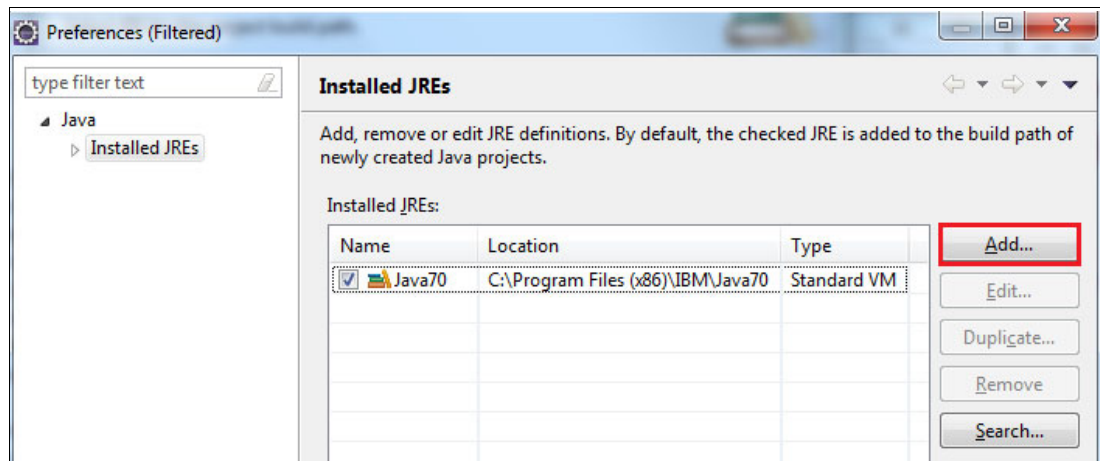 Preferences (Filtered)
type filter text
Java
Installed JREs
Installed JREs
Add, remove or edit JRE definitions. By default, the checked JRE is added to the build path of
newly created Java projects.
Installed JREs:
Name Location Type
Java70 C:\Program Files (x86)\IBM\Java70 Standard VM
Add...
Edit...
Duplicate...
Remove
Search...